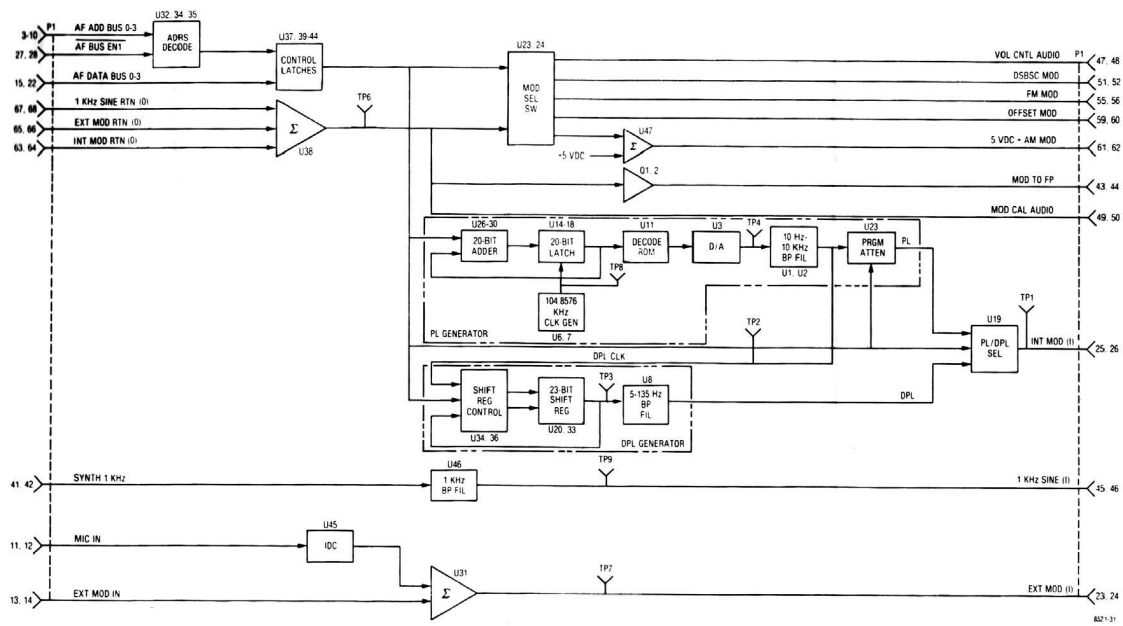 U32. 34. 35
P1
3-10
AF ADD BUS 0-3
27. 28
AF BUS EN1
ADRS
DECODE
U37. 39-44
CONTROL
LATCHES
15. 22
AF DATA BUS 0-3
67. 68
1 KHz SINE RTN (O)
65. 66
EXT MOD RTN (O)
63. 64
INT MOD RTN (O)
Σ
U38
TP6
U23. 24
MOD
SEL
SW
VOL CNTL AUDIO
P1
47. 48
DSBSC MOD
51. 52
FM MOD
55. 56
OFFSET MOD
59. 60
U47
Σ
+5 VDC
5 VDC + AM MOD
61. 62
Q1. 2
MOD TO FP
43. 44
MOD CAL AUDIO
49. 50
U26-30
20-BIT
ADDER
U14-18
20-BIT
LATCH
U11
DECODE
ROM
U3
D/A
TP4
10 Hz-
10 KHz
BP FIL
U1. U2
U23
PRGM
ATTEN
PL
TP8
104.8576
KHz
CLK GEN
U6. 7
PL GENERATOR
TP2
TP1
U19
PL/DPL
SEL
INT MOD (I)
25. 26
DPL CLK
SHIFT
REG
CONTROL
U34. 36
23-BIT
SHIFT
REG
U20. 33
TP3
U8
5-135 Hz
BP
FIL
DPL
DPL GENERATOR
41. 42
SYNTH 1 KHz
U46
1 KHz
BP FIL
TP9
1 KHz SINE (I)
45. 46
11. 12
MIC IN
U45
IDC
13. 14
EXT MOD IN
U31
Σ
TP7
EXT MOD (I)
23. 24
8521-31